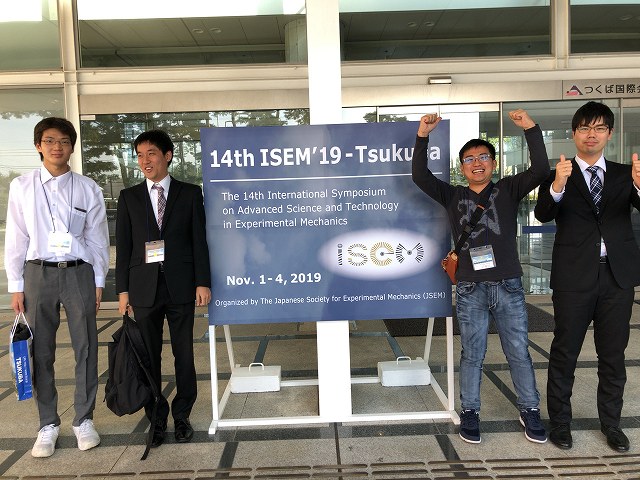 つくば国際会
14th ISEM'19 - Tsukuba
The 14th International Symposium
on Advanced Science and Technology
in Experimental Mechanics
ISEM
Nov. 1-4, 2019
Organized by The Japanese Society for Experimental Mechanics (JSEM)
TSUKUBA